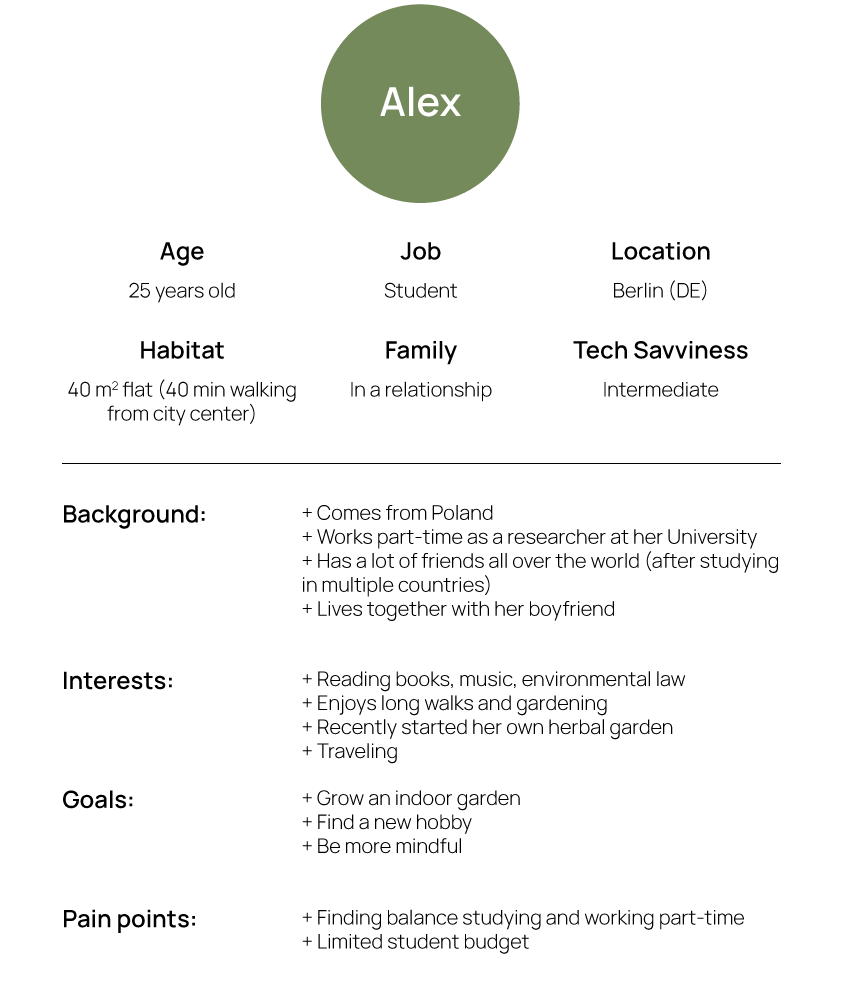 Alex
Age
Job
Location
25 years old
Student
Berlin (DE)
Habitat
Family
Tech Savviness
40 m² flat (40 min walking
from city center)
In a relationship
Intermediate
Background:
+ Comes from Poland
+ Works part-time as a researcher at her University
+ Has a lot of friends all over the world (after studying
in multiple countries)
+ Lives together with her boyfriend
Interests:
+ Reading books, music, environmental law
+ Enjoys long walks and gardening
+ Recently started her own herbal garden
+ Traveling
Goals:
+ Grow an indoor garden
+ Find a new hobby
+ Be more mindful
Pain points:
+ Finding balance studying and working part-time
+ Limited student budget